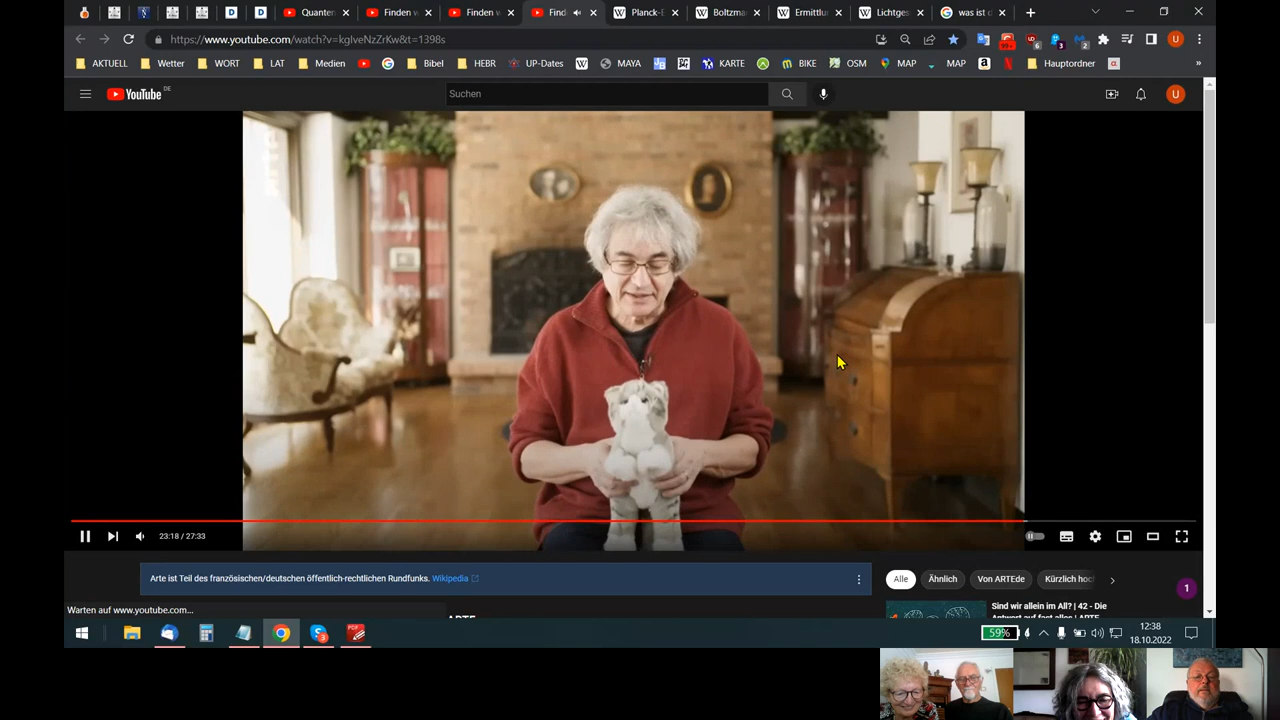 Quanten
Finden v
Finden v
Find
Planck-E
Boltzma
Ermittlu
Lichtges
was ist d
https://www.youtube.com/watch?v=kgIveNzZrKw&t=1398s
AKTUELL
Wetter
WORT
LAT
Medien
Bibel
HEBR
UP-Dates
MAYA
KARTE
BIKE
OSM
MAP
MAP
Hauptordner
YouTube DE
Suchen
U
23:18 / 27:33
Arte ist Teil des französischen/deutschen öffentlich-rechtlichen Rundfunks. Wikipedia
Alle
Ähnlich
Von ARTEde
Kürzlich hoc
1
Sind wir allein im All? | 42 - Die
Warten auf www.youtube.com...
59%
12:38
18.10.2022